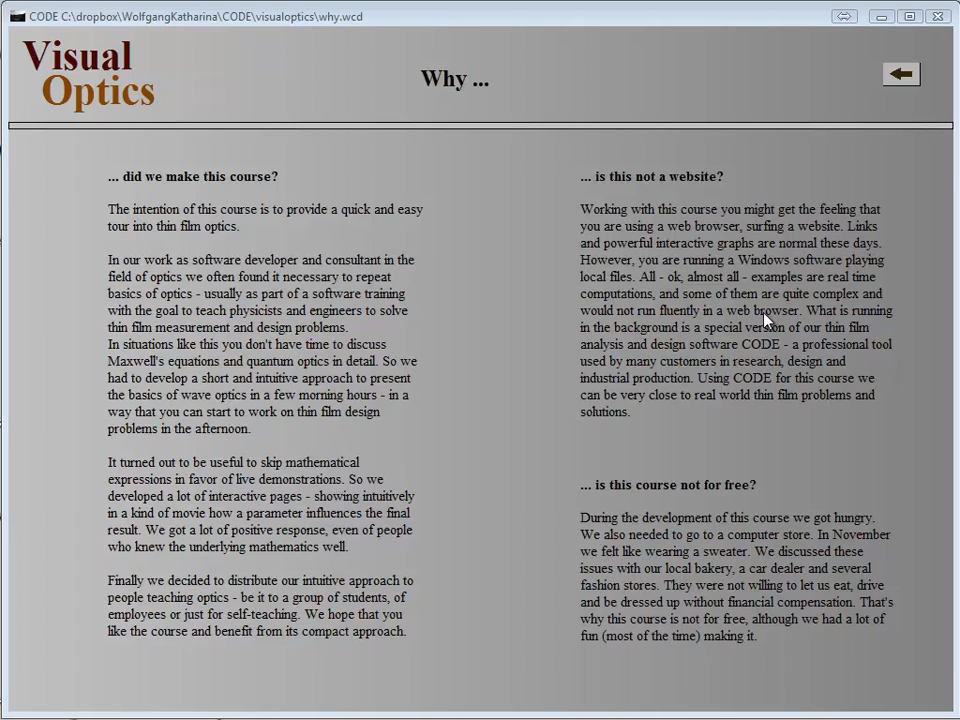 CODE C:\dropbox\WolfgangKatharina\CODE\visualoptics\why.wcd
Visual
Optics
Why ...
... did we make this course?
The intention of this course is to provide a quick and easy
tour into thin film optics.
In our work as software developer and consultant in the
field of optics we often found it necessary to repeat
basics of optics - usually as part of a software training
with the goal to teach physicists and engineers to solve
thin film measurement and design problems.
In situations like this you don't have time to discuss
Maxwell's equations and quantum optics in detail. So we
had to develop a short and intuitive approach to present
the basics of wave optics in a few morning hours - in a
way that you can start to work on thin film design
problems in the afternoon.
It turned out to be useful to skip mathematical
expressions in favor of live demonstrations. So we
developed a lot of interactive pages - showing intuitively
in a kind of movie how a parameter influences the final
result. We got a lot of positive response, even of people
who knew the underlying mathematics well.
Finally we decided to distribute our intuitive approach to
people teaching optics - be it to a group of students, of
employees or just for self-teaching. We hope that you
like the course and benefit from its compact approach.
... is this not a website?
Working with this course you might get the feeling that
you are using a web browser, surfing a website. Links
and powerful interactive graphs are normal these days.
However, you are running a Windows software playing
local files. All - ok, almost all - examples are real time
computations, and some of them are quite complex and
would not run fluently in a web browser. What is running
in the background is a special version of our thin film
analysis and design software CODE - a professional tool
used by many customers in research, design and
industrial production. Using CODE for this course we
can be very close to real world thin film problems and
solutions.
... is this course not for free?
During the development of this course we got hungry.
We also needed to go to a computer store. In November
we felt like wearing a sweater. We discussed these
issues with our local bakery, a car dealer and several
fashion stores. They were not willing to let us eat, drive
and be dressed up without financial compensation. That's
why this course is not for free, although we had a lot of
fun (most of the time) making it.